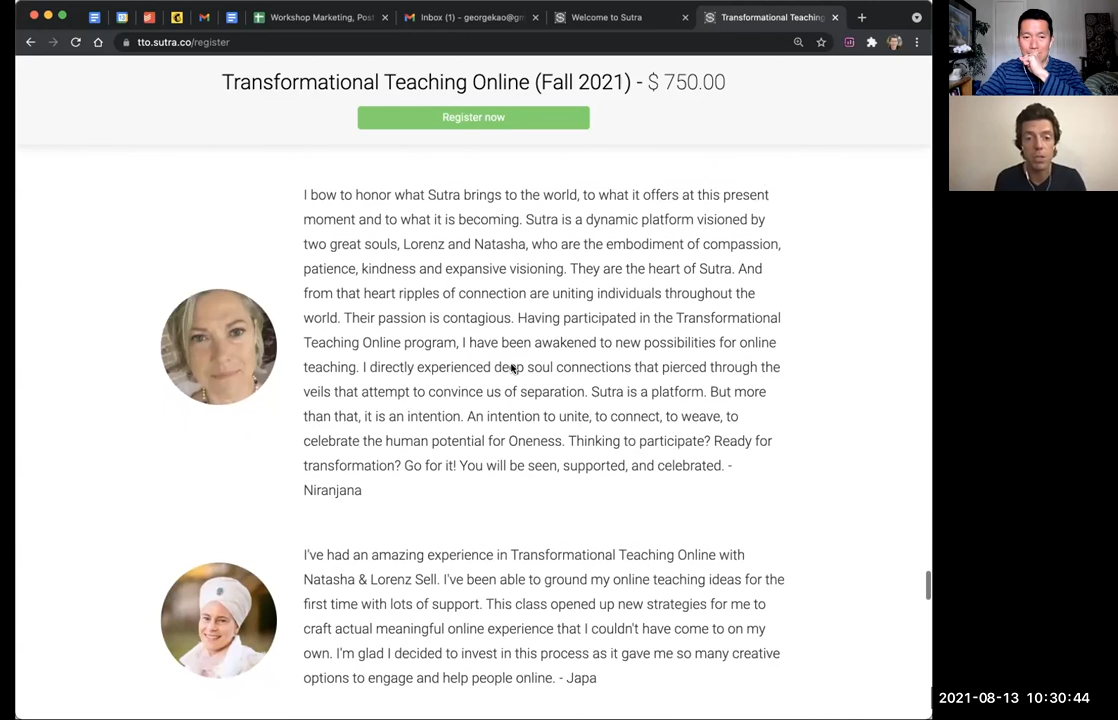 Workshop Marketing, Post
Inbox (1) - georgekao@gm
Welcome to Sutra
Transformational Teaching
tto.sutra.co/register
Transformational Teaching Online (Fall 2021) - $ 750.00
Register now
I bow to honor what Sutra brings to the world, to what it offers at this present
moment and to what it is becoming. Sutra is a dynamic platform visioned by
two great souls, Lorenz and Natasha, who are the embodiment of compassion,
patience, kindness and expansive visioning. They are the heart of Sutra. And
from that heart ripples of connection are uniting individuals throughout the
world. Their passion is contagious. Having participated in the Transformational
Teaching Online program, I have been awakened to new possibilities for online
teaching. I directly experienced deep soul connections that pierced through the
veils that attempt to convince us of separation. Sutra is a platform. But more
than that, it is an intention. An intention to unite, to connect, to weave, to
celebrate the human potential for Oneness. Thinking to participate? Ready for
transformation? Go for it! You will be seen, supported, and celebrated. -
Niranjana
I've had an amazing experience in Transformational Teaching Online with
Natasha & Lorenz Sell. I've been able to ground my online teaching ideas for the
first time with lots of support. This class opened up new strategies for me to
craft actual meaningful online experience that I couldn't have come to on my
own. I'm glad I decided to invest in this process as it gave me so many creative
options to engage and help people online. - Japa
2021-08-13 10:30:44